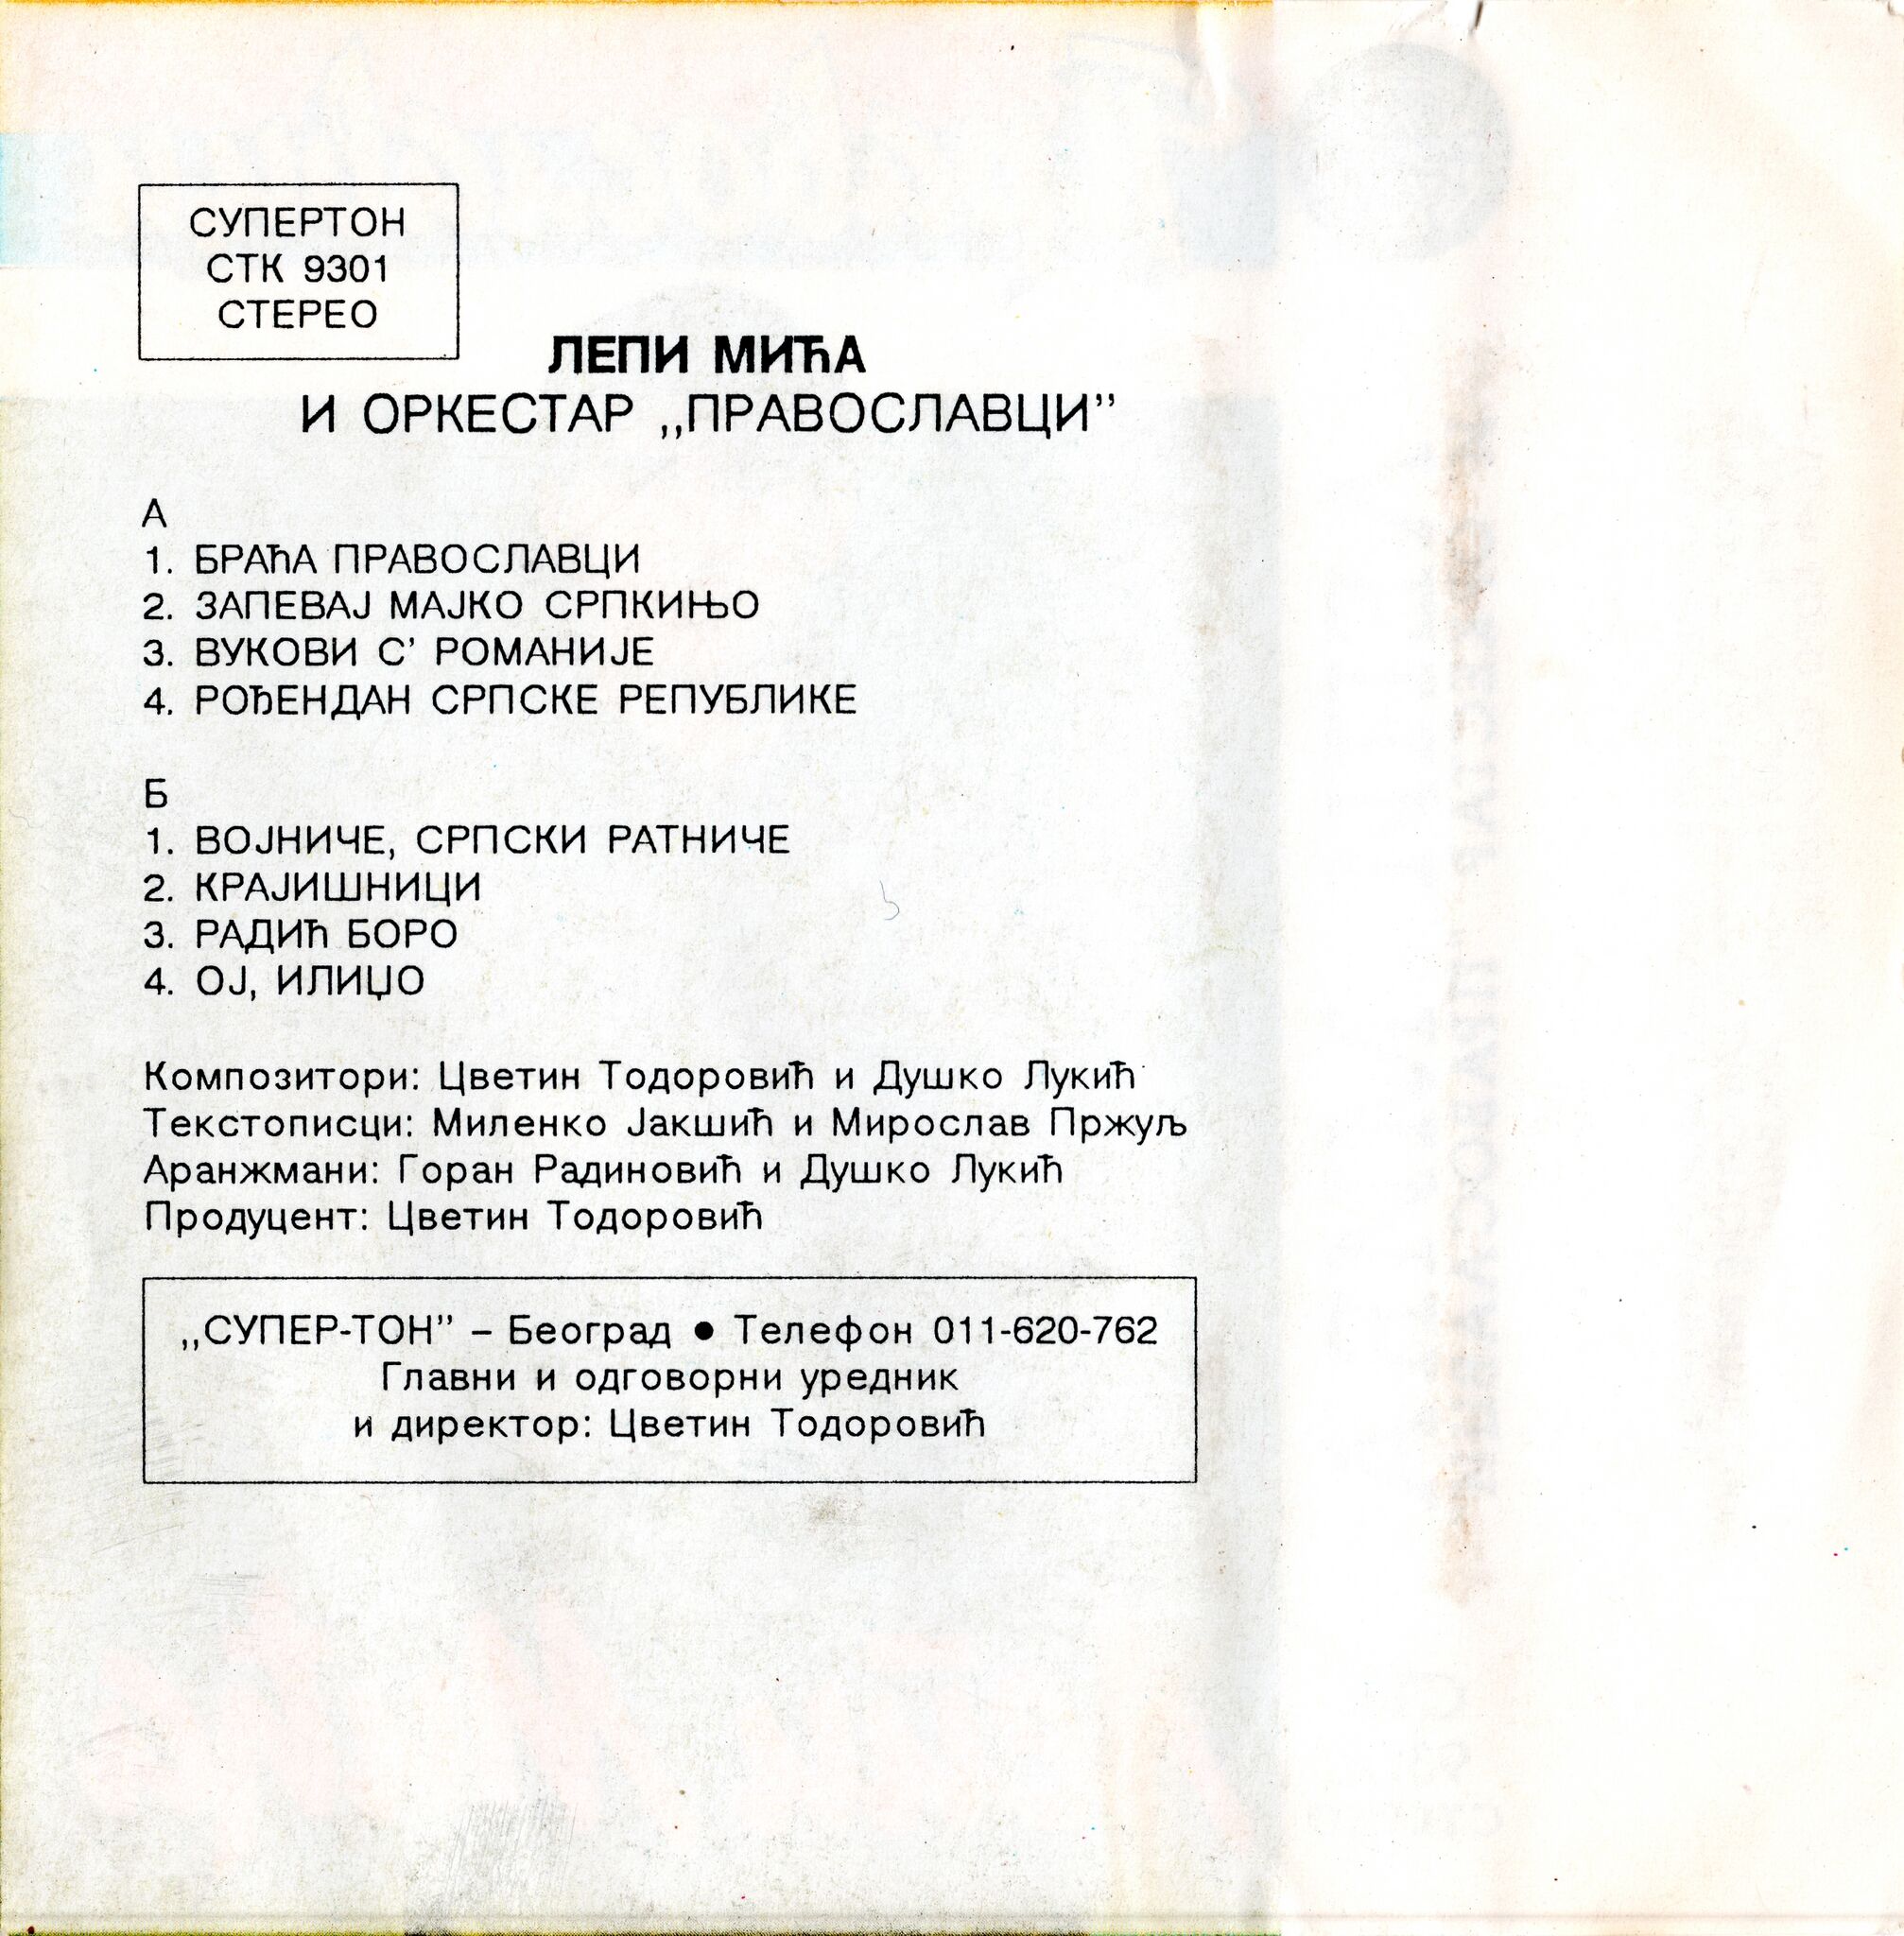 СУПЕРТОН
СТК 9301
СТЕРЕО
ЛЕПИ МИЋА
И ОРКЕСТАР „ПРАВОСЛАВЦИ”
А
1. БРАЋА ПРАВОСЛАВЦИ
2. ЗАПЕВАЈ МАЈКО СРПКИЊО
3. ВУКОВИ С’ РОМАНИЈЕ
4. РОЂЕНДАН СРПСКЕ РЕПУБЛИКЕ
Б
1. ВОЈНИЧЕ, СРПСКИ РАТНИЧЕ
2. КРАЈИШНИЦИ
3. РАДИЋ БОРО
4. ОЈ, ИЛИЏО
Композитори: Цветин Тодоровић и Душко Лукић
Текстописци: Миленко Јакшић и Мирослав Пржуљ
Аранжмани: Горан Радиновић и Душко Лукић
Продуцент: Цветин Тодоровић
„СУПЕР-ТОН” – Београд ● Телефон 011-620-762
Главни и одговорни уредник
и директор: Цветин Тодоровић